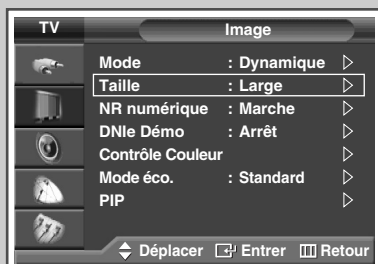 TV Image
Mode : Dynamique
Taille : Large
NR numérique : Marche
DNIe Démo : Arrêt
Contrôle Couleur
Mode éco. : Standard
PIP
Déplacer Entrer Retour